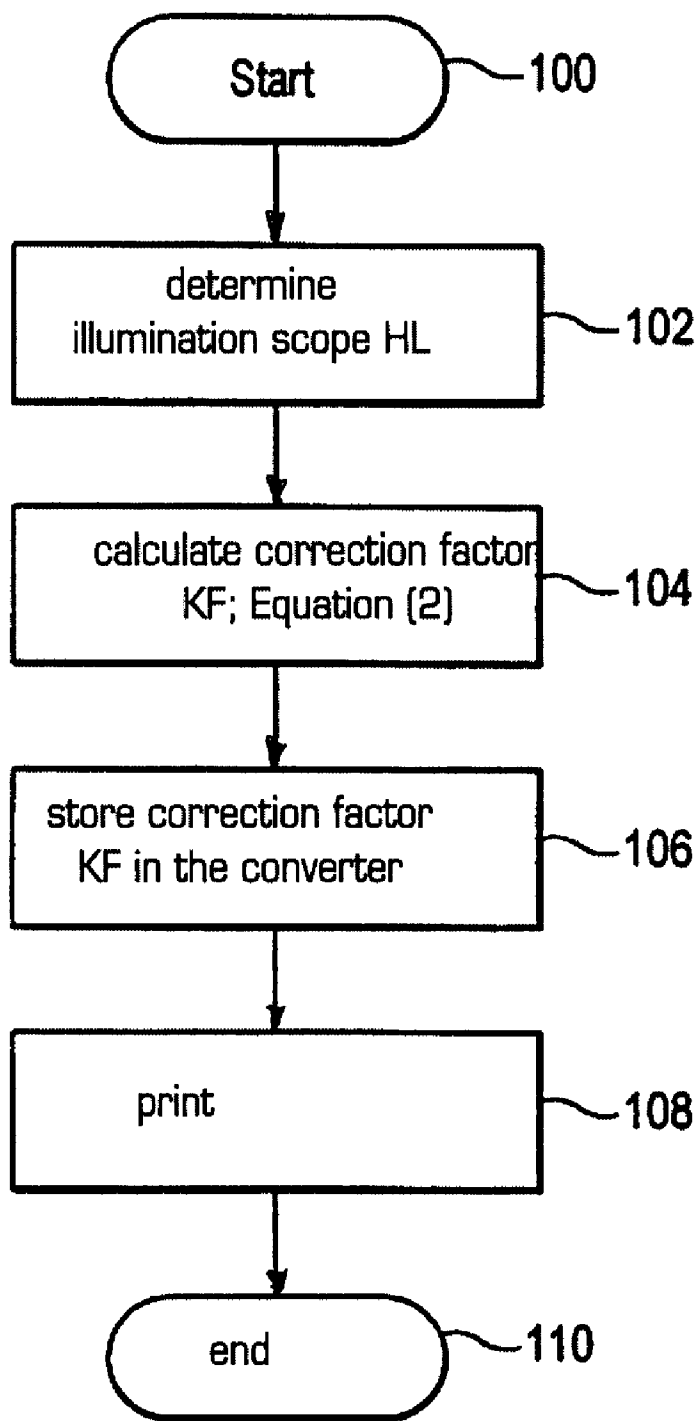 Start
100
determine
illumination scope HL
102
calculate correction factor
KF; Equation (2)
104
store correction factor
KF in the converter
106
print
108
end
110